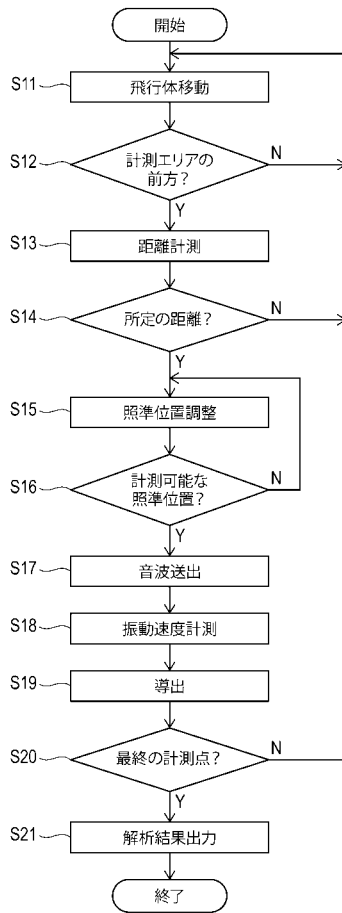 開始
S11
飛行体移動
S12
計測エリアの
前方?
N
Y
S13
距離計測
S14
所定の距離?
N
Y
S15
照準位置調整
S16
計測可能な
照準位置?
N
Y
S17
音波送出
S18
振動速度計測
S19
導出
S20
最終の計測点?
N
Y
S21
解析結果出力
終了